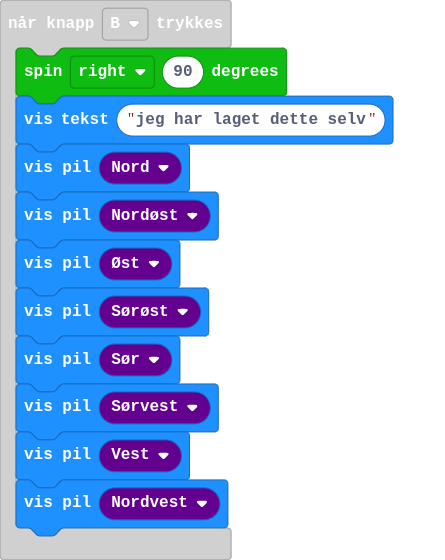 når knapp B trykkes
spin right 90 degrees
vis tekst "jeg har laget dette selv"
vis pil Nord
vis pil Nordøst
vis pil Øst
vis pil Sørøst
vis pil Sør
vis pil Sørvest
vis pil Vest
vis pil Nordvest